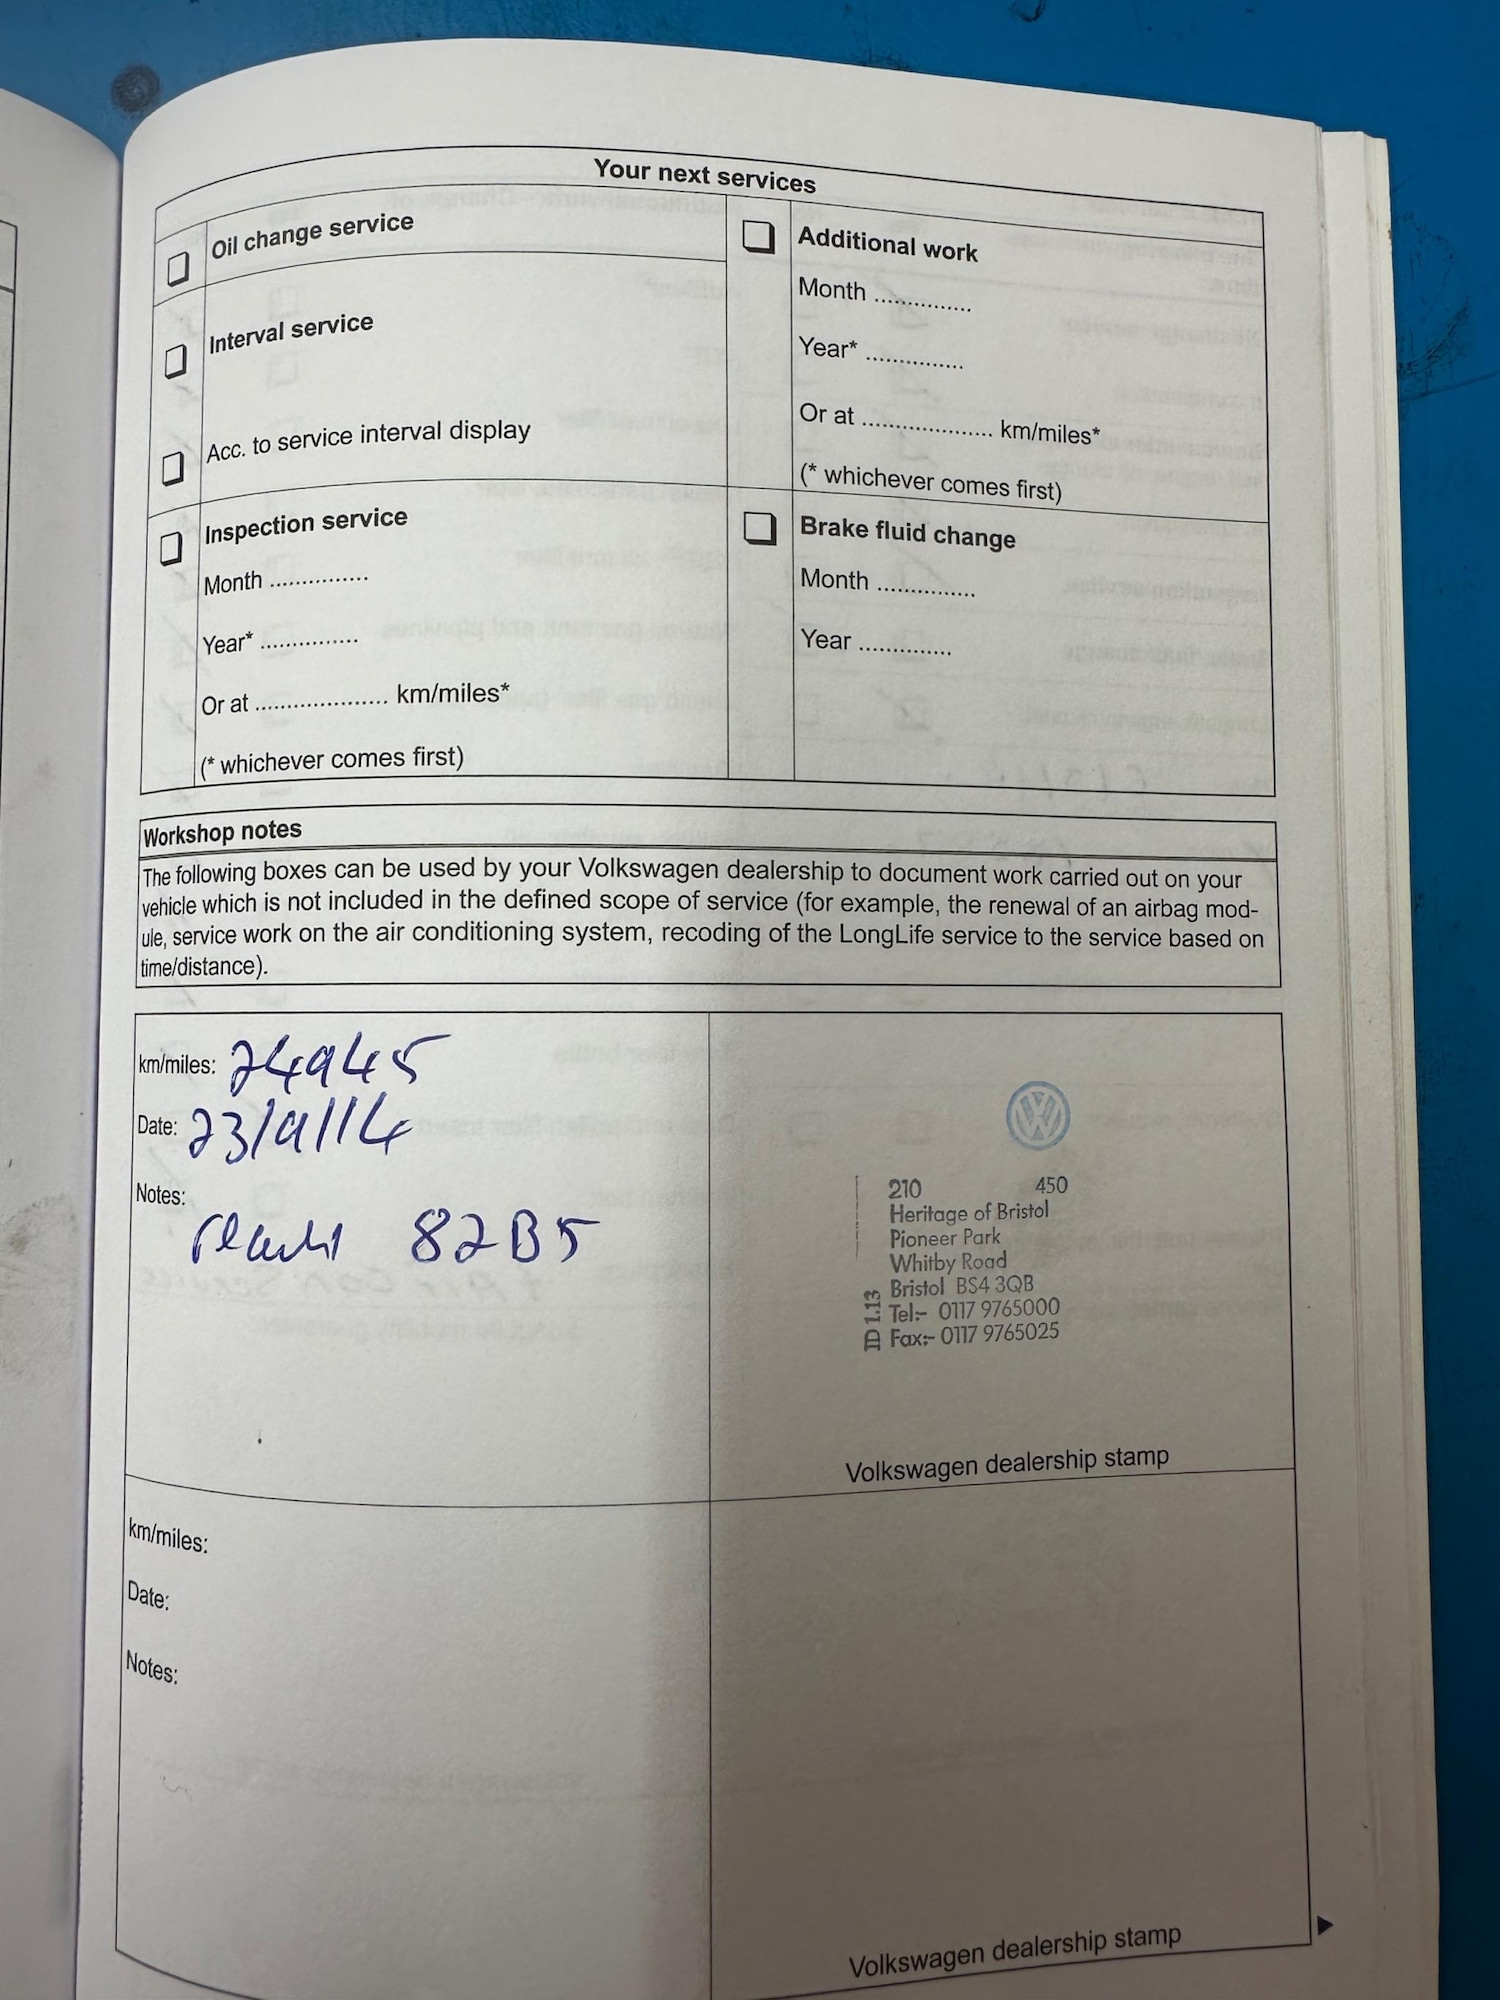 Your next services
Oil change service
Interval service
Acc. to service interval display
Inspection service
Month ...............
Year* ..............
Or at .................... km/miles*
(* whichever comes first)
Additional work
Month ..............
Year* ..............
Or at .................... km/miles*
(* whichever comes first)
Brake fluid change
Month ..............
Year ..............
Workshop notes
The following boxes can be used by your Volkswagen dealership to document work carried out on your
vehicle which is not included in the defined scope of service (for example, the renewal of an airbag mod-
ule, service work on the air conditioning system, recoding of the LongLife service to the service based on
time/distance).
km/miles: 24945
Date: 23/9/14
Notes:
82B5
210 450
Heritage of Bristol
Pioneer Park
Whitby Road
Bristol BS4 3QB
Tel:- 0117 9765000
Fax:- 0117 9765025
ID 1.13
Volkswagen dealership stamp
km/miles:
Date:
Notes:
Volkswagen dealership stamp